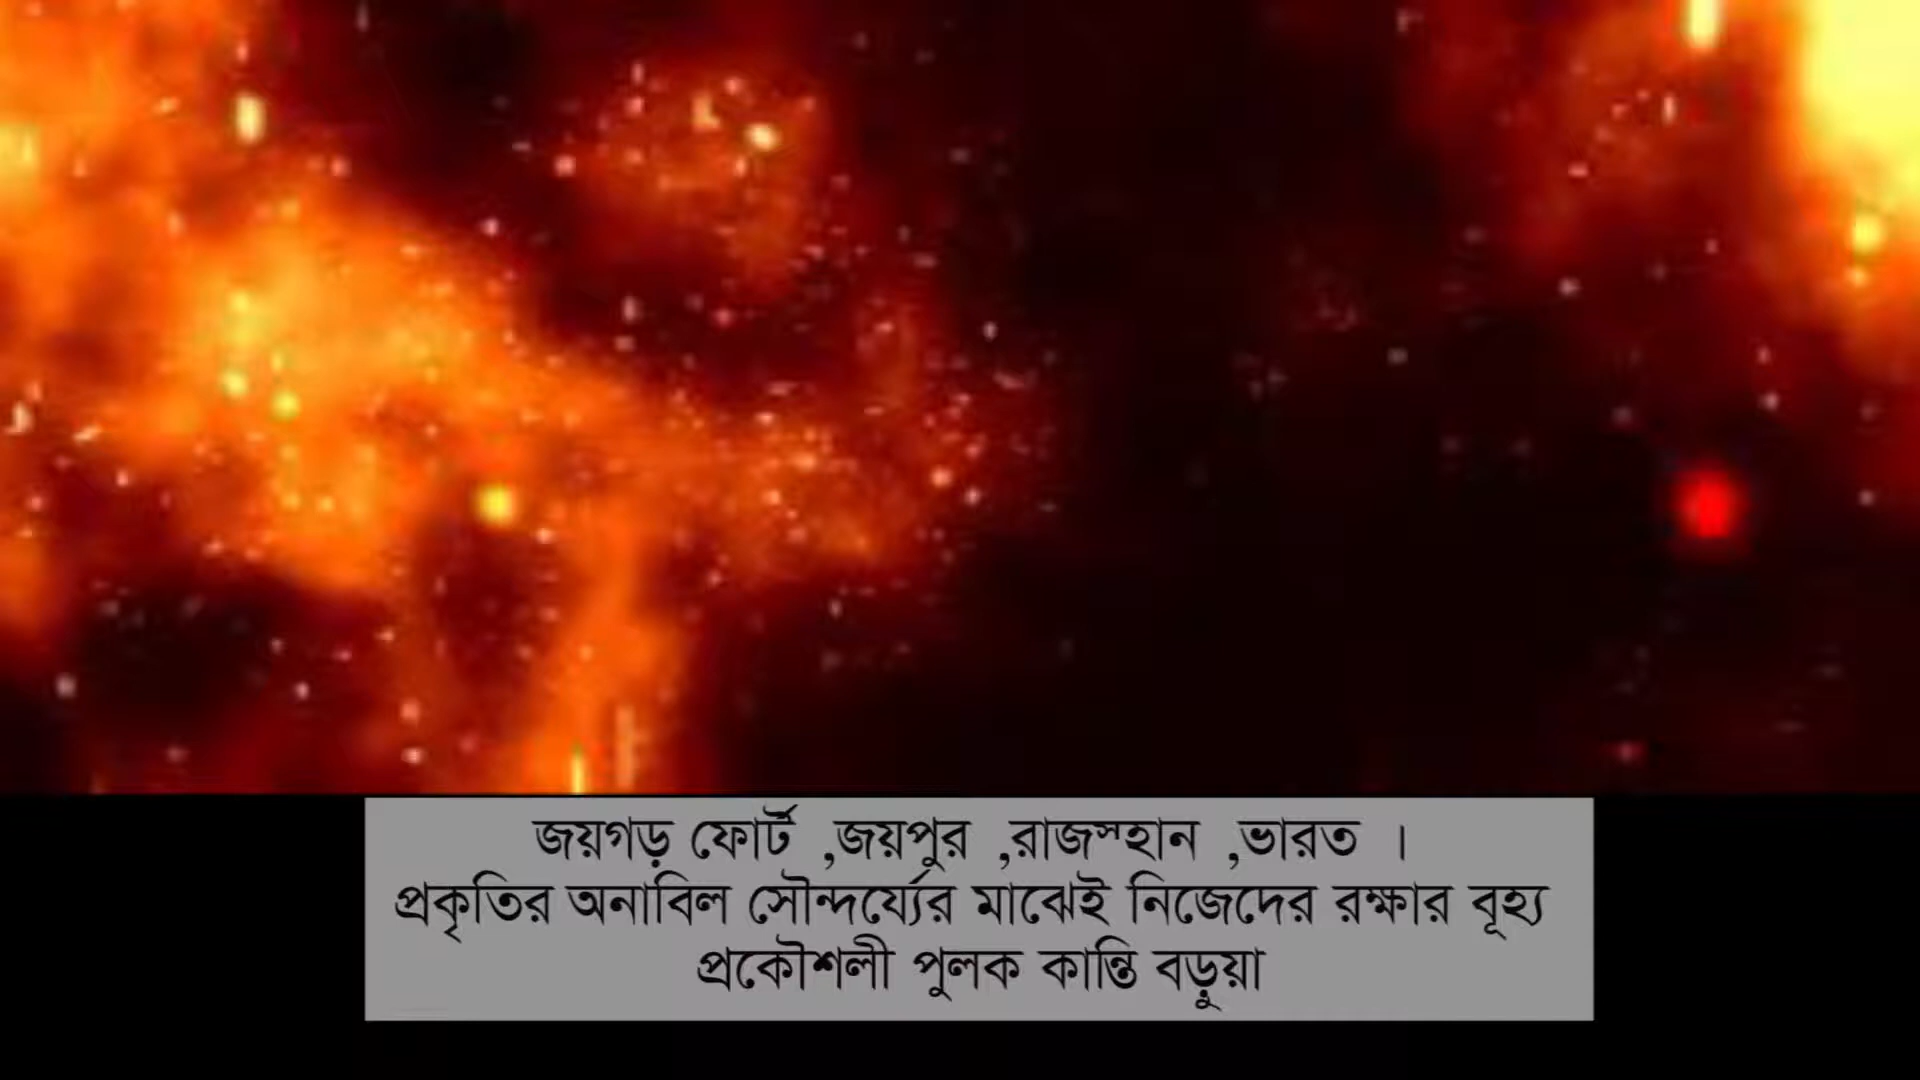 জয়গড় ফোর্ট ,জয়পুর ,রাজস্হান ,ভারত ।
প্রকৃতির অনাবিল সৌন্দর্য্যের মাঝেই নিজেদের রক্ষার বূহ্য
প্রকৌশলী পুলক কান্তি বড়ুয়া